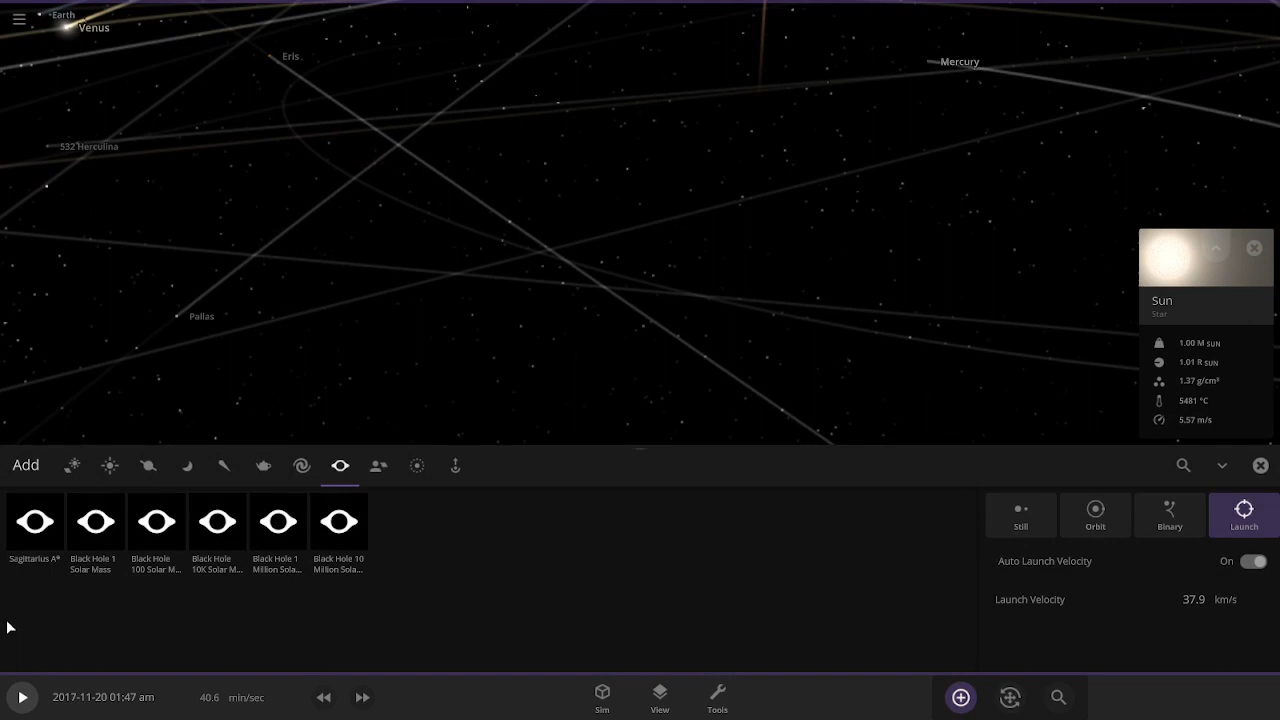 Earth
Venus
Eris
Mercury
532 Herculina
Pallas
Sun
Star
1.00 M SUN
1.01 R SUN
1.37 g/cm³
5481 °C
5.57 m/s
Add
Sagittarius A*
Black Hole 1
Solar Mass
Black Hole
100 Solar M...
Black Hole
10K Solar M...
Black Hole 1
Million Sola...
Black Hole 10
Million Sola...
Still
Orbit
Binary
Launch
Auto Launch Velocity
On
Launch Velocity
37.9 km/s
2017-11-20 01:47 am
40.6 min/sec
Sim
View
Tools